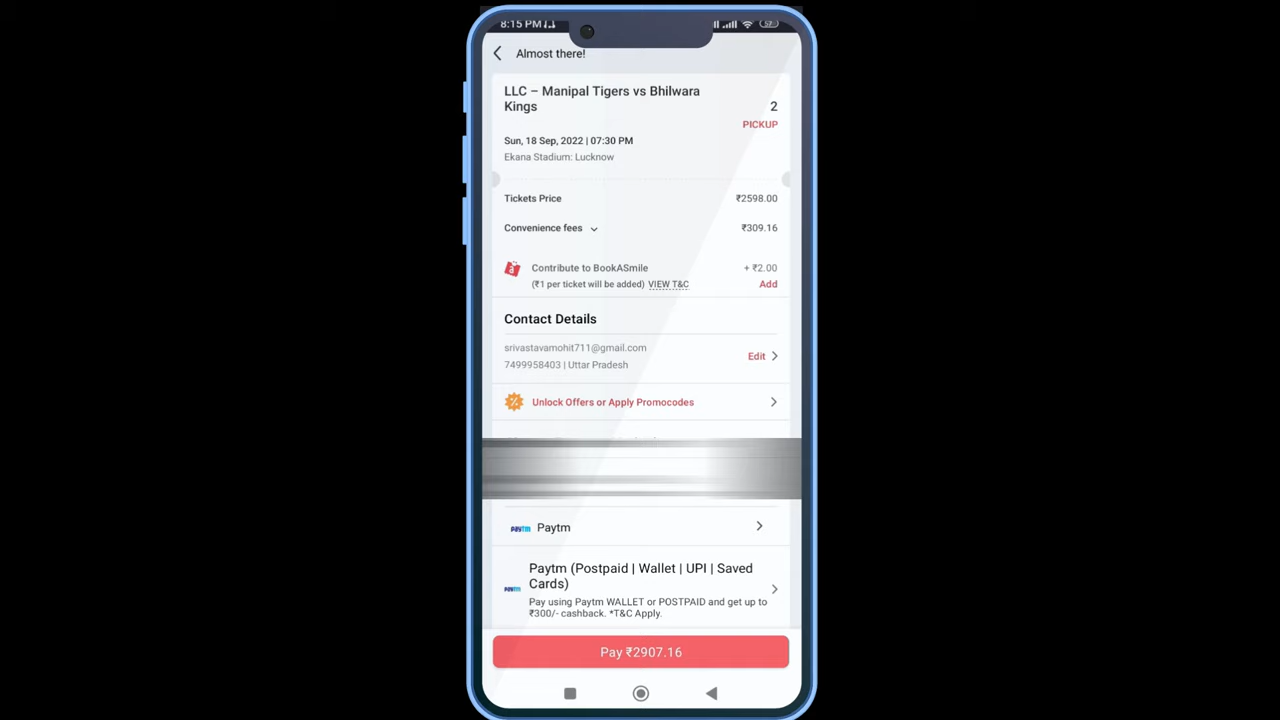 8:15 PM
Almost there!
LLC – Manipal Tigers vs Bhilwara
Kings
2
PICKUP
Sun, 18 Sep, 2022 | 07:30 PM
Ekana Stadium: Lucknow
Tickets Price ₹2598.00
Convenience fees ₹309.16
Contribute to BookASmile + ₹2.00
(₹1 per ticket will be added) VIEW T&C Add
Contact Details
srivastavamohit711@gmail.com
7499958403 | Uttar Pradesh
Edit
Unlock Offers or Apply Promocodes
paytm Paytm
Paytm (Postpaid | Wallet | UPI | Saved
Cards)
paytm
Pay using Paytm WALLET or POSTPAID and get up to
₹300/- cashback. *T&C Apply.
Pay ₹2907.16